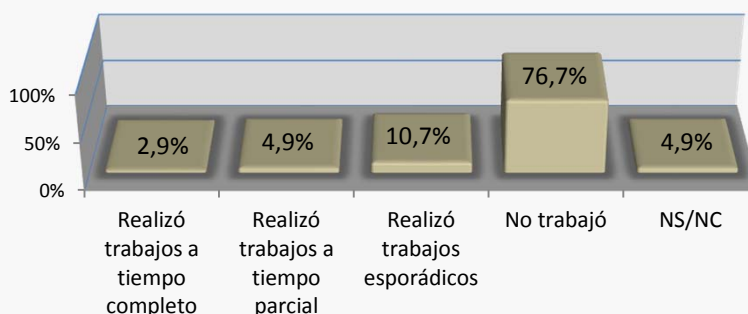 100%
50%
0%
2,9%
4,9%
10,7%
76,7%
4,9%
Realizó
trabajos a
tiempo
completo
Realizó
trabajos a
tiempo
parcial
Realizó
trabajos
esporádicos
No trabajó
NS/NC